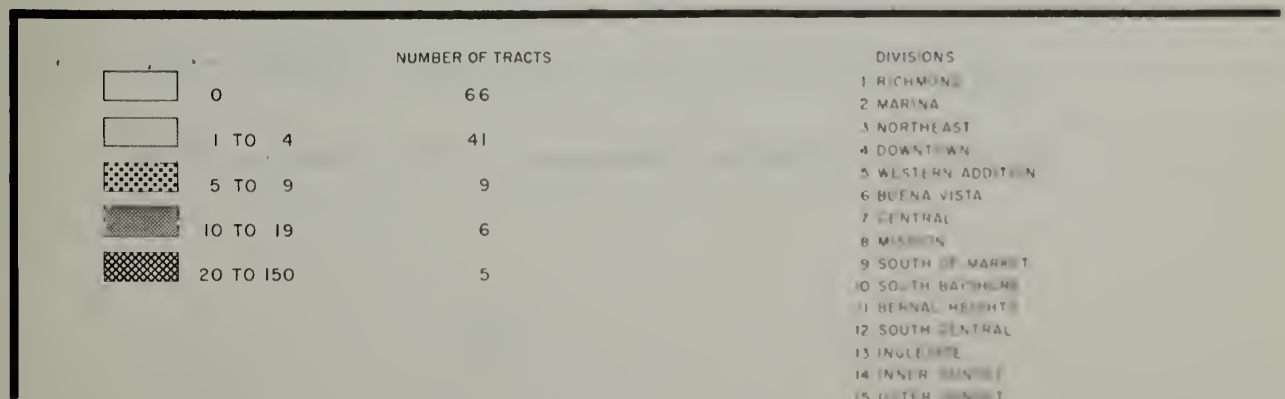 NUMBER OF TRACTS
0 66
1 TO 4 41
5 TO 9 9
10 TO 19 6
20 TO 150 5
DIVISIONS
1 RICHMOND
2 MARINA
3 NORTHEAST
4 DOWNTOWN
5 WESTERN ADDITION
6 BUENA VISTA
7 CENTRAL
8 MISSION
9 SOUTH OF MARKET
10 SOUTH BAYSHORE
11 BERNAL HEIGHTS
12 SOUTH CENTRAL
13 INGLESIDE
14 INNER SUNSET
15 OUTER SUNSET